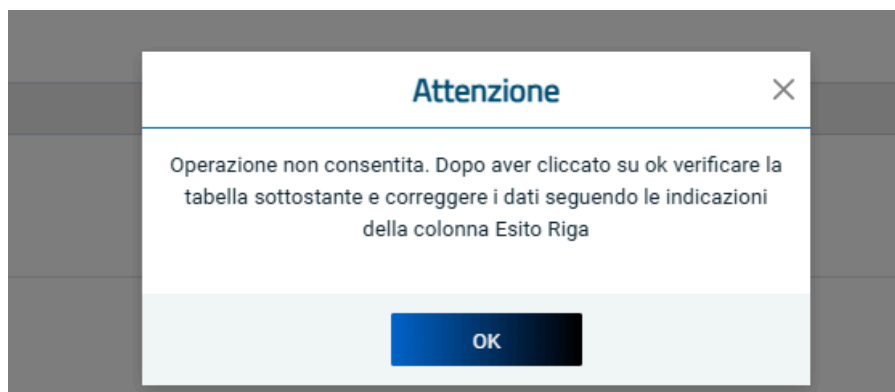 Attenzione
Operazione non consentita. Dopo aver cliccato su ok verificare la
tabella sottostante e correggere i dati seguendo le indicazioni
della colonna Esito Riga
OK